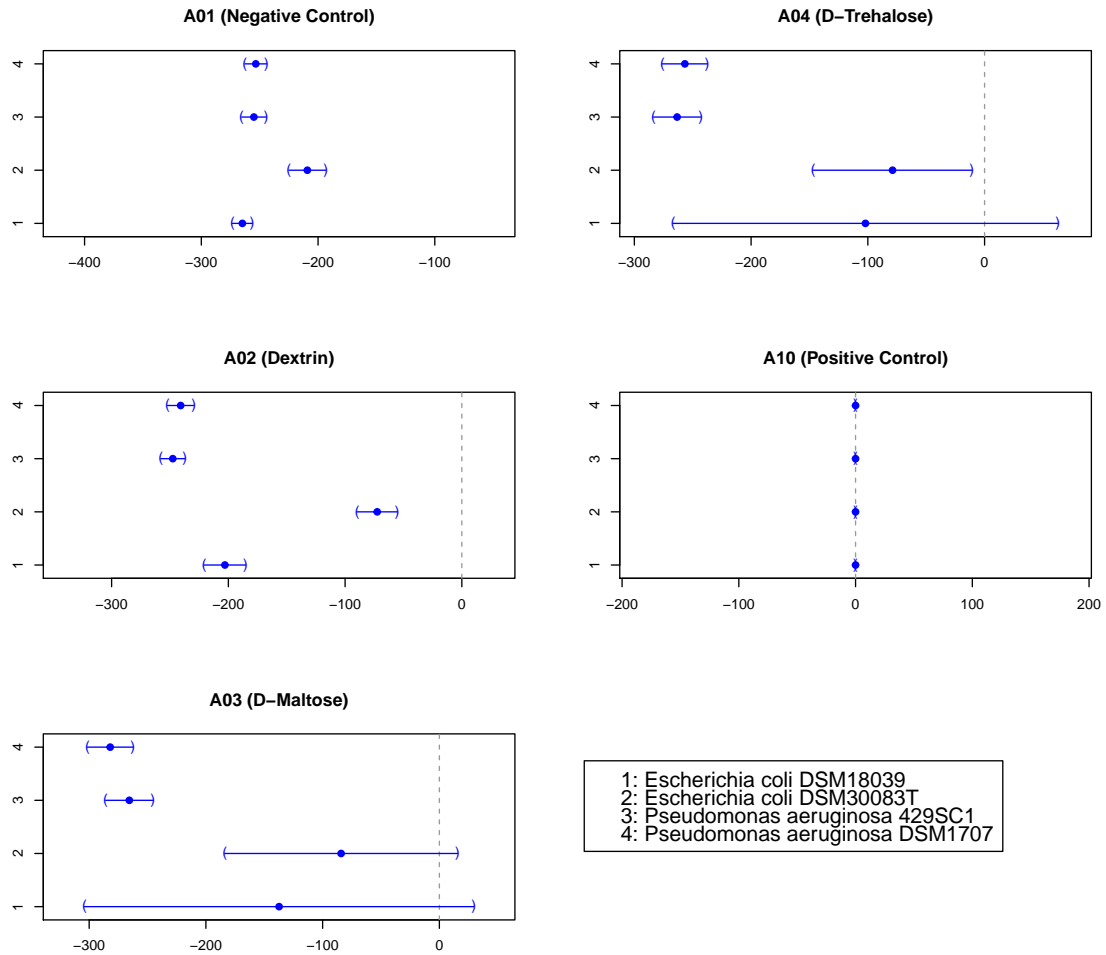 A01 (Negative Control)
4
3
2
1
−400 −300 −200 −100
A04 (D−Trehalose)
4
3
2
1
−300 −200 −100 0
A02 (Dextrin)
4
3
2
1
−300 −200 −100 0
A10 (Positive Control)
4
3
2
1
−200 −100 0 100 200
A03 (D−Maltose)
4
3
2
1
−300 −200 −100 0
1: Escherichia coli DSM18039
2: Escherichia coli DSM30083T
3: Pseudomonas aeruginosa 429SC1
4: Pseudomonas aeruginosa DSM1707